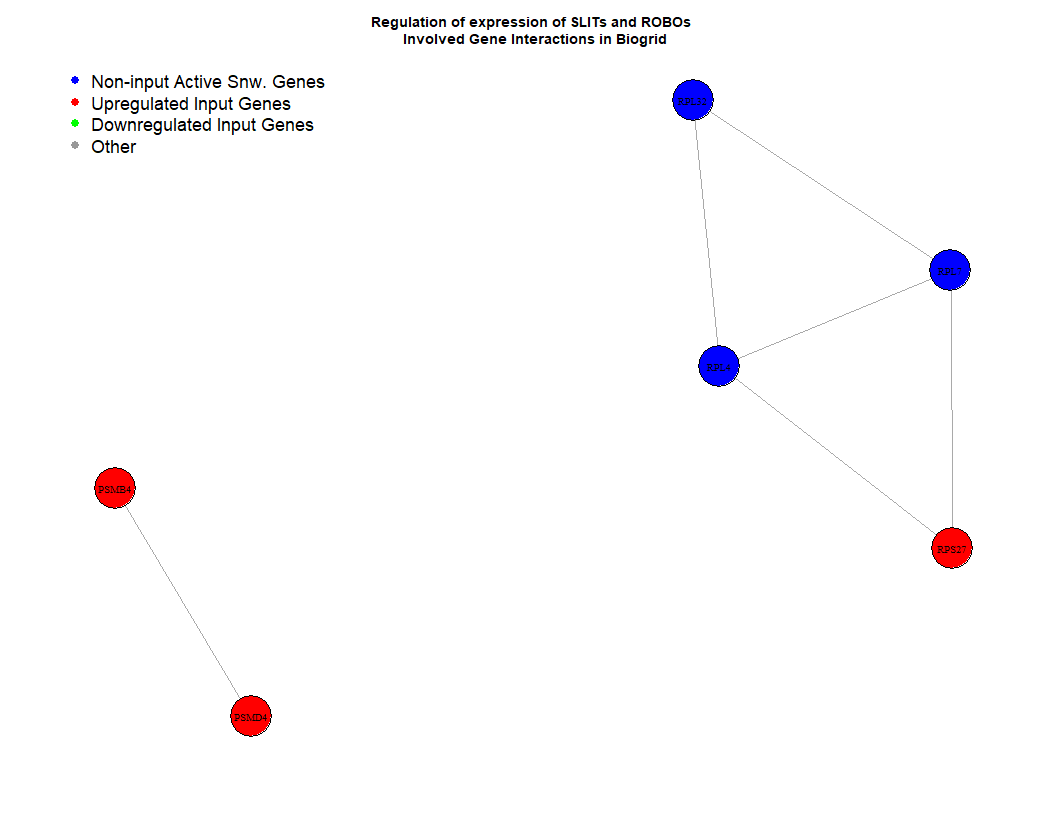 Regulation of expression of SLITs and ROBOs
Involved Gene Interactions in Biogrid
Non-input Active Snw. Genes
Upregulated Input Genes
Downregulated Input Genes
Other
RPL7
RPL4
PSMB4
RPS27
PSMD4